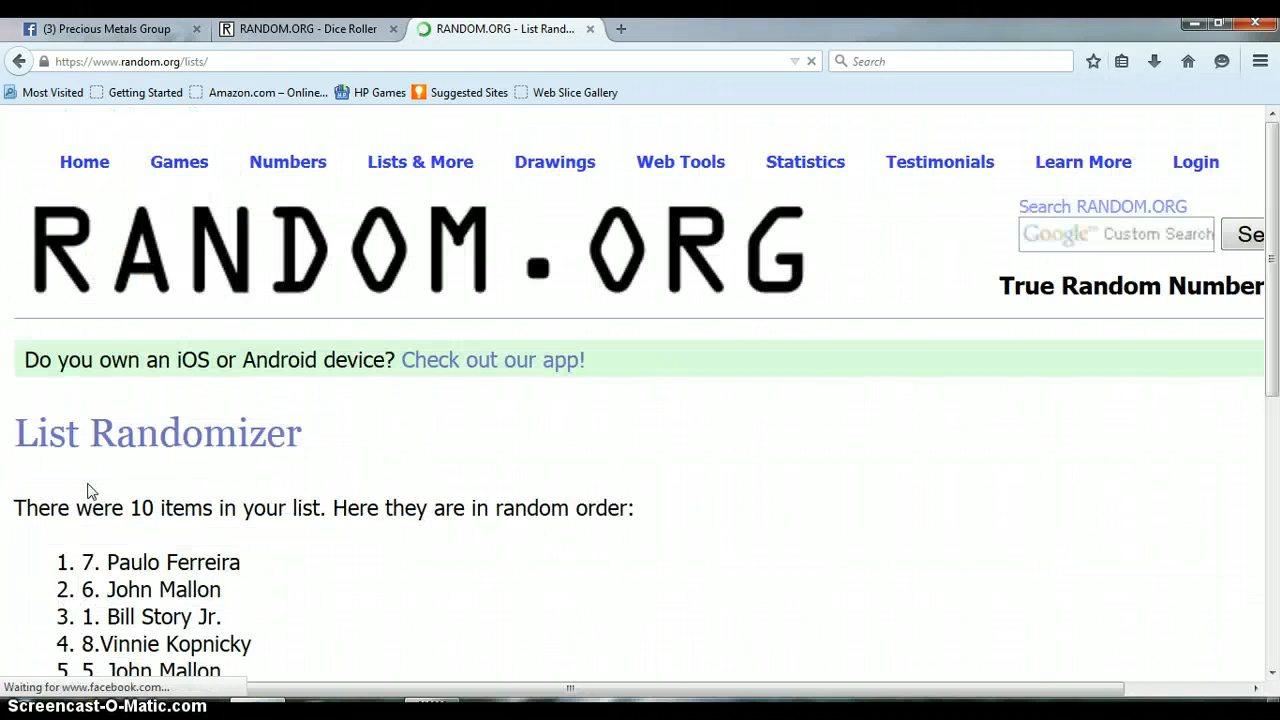 (3) Precious Metals Group
RANDOM.ORG - Dice Roller
RANDOM.ORG - List Rand...
https://www.random.org/lists/
Search
Most Visited
Getting Started
Amazon.com – Online...
HP Games
Suggested Sites
Web Slice Gallery
Home Games Numbers Lists & More Drawings Web Tools Statistics Testimonials Learn More Login
RANDOM.ORG
Search RANDOM.ORG
Google™ Custom Search
Se
True Random Number
Do you own an iOS or Android device? Check out our app!
List Randomizer
There were 10 items in your list. Here they are in random order:
1. 7. Paulo Ferreira
2. 6. John Mallon
3. 1. Bill Story Jr.
4. 8.Vinnie Kopnicky
5. 5. John Mallon
Waiting for www.facebook.com...
Screencast-O-Matic.com